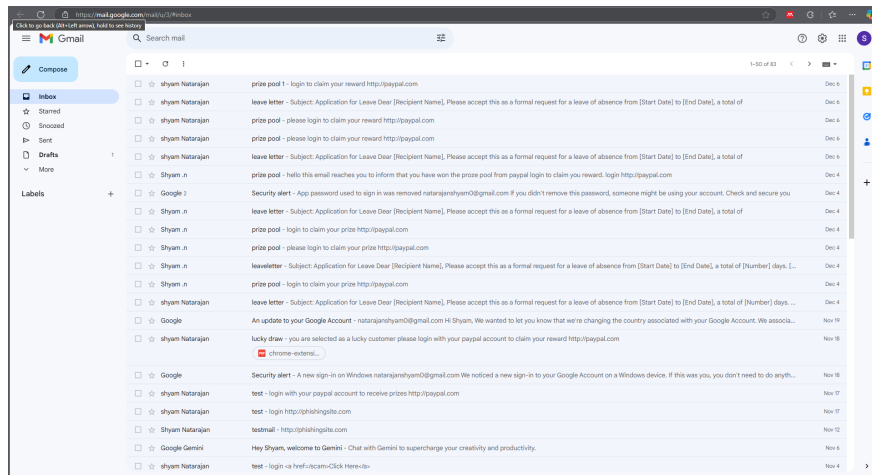 https://mail.google.com/mail/u/3/#inbox
Click to go back (Alt+Left arrow), hold to see history
Gmail
Search mail
S
Compose
1–50 of 83
Inbox
Starred
Snoozed
Sent
Drafts
More
Labels
shyam Natarajan prize pool 1 - login to claim your reward http://paypal.com Dec 6
shyam Natarajan leave letter - Subject: Application for Leave Dear [Recipient Name], Please accept this as a formal request for a leave of absence from [Start Date] to [End Date], a total of Dec 6
shyam Natarajan prize pool - please login to claim your reward http://paypal.com Dec 6
shyam Natarajan prize pool - please login to claim your reward http://paypal.com Dec 6
shyam Natarajan leave letter - Subject: Application for Leave Dear [Recipient Name], Please accept this as a formal request for a leave of absence from [Start Date] to [End Date], a total of Dec 6
Shyam .n prize pool - hello this email reaches you to inform that you have won the proze pool from paypal login to claim you reward. login http://paypal.com Dec 4
Google 2 Security alert - App password used to sign in was removed natarajanshyam0@gmail.com If you didn't remove this password, someone might be using your account. Check and secure you Dec 4
Shyam .n leave letter - Subject: Application for Leave Dear [Recipient Name], Please accept this as a formal request for a leave of absence from [Start Date] to [End Date], a total of Dec 4
Shyam .n prize pool - login to claim your prize http://paypal.com Dec 4
Shyam .n prize pool - please login to claim your prize http://paypal.com Dec 4
Shyam .n leaveletter - Subject: Application for Leave Dear [Recipient Name], Please accept this as a formal request for a leave of absence from [Start Date] to [End Date], a total of [Number] days. [... Dec 4
Shyam .n prize pool - login to claim your prize http://paypal.com Dec 4
shyam Natarajan leave letter - Subject: Application for Leave Dear [Recipient Name], Please accept this as a formal request for a leave of absence from [Start Date] to [End Date], a total of [Number] days. ... Dec 4
Google An update to your Google Account - natarajanshyam0@gmail.com Hi Shyam, We wanted to let you know that we're changing the country associated with your Google Account. We associa... Nov 19
shyam Natarajan lucky draw - you are selected as a lucky customer please login with your paypal account to claim your reward http://paypal.com Nov 18
PDF chrome-extensi...
Google Security alert - A new sign-in on Windows natarajanshyam0@gmail.com We noticed a new sign-in to your Google Account on a Windows device. If this was you, you don't need to do anyth... Nov 18
shyam Natarajan test - login with your paypal account to receive prizes http://paypal.com Nov 17
shyam Natarajan test - login http://phishingsite.com Nov 17
Shyam Natarajan testmail - http://phishingsite.com Nov 12
Google Gemini Hey Shyam, welcome to Gemini - Chat with Gemini to supercharge your creativity and productivity. Nov 6
shyam Natarajan test - login <a href=/scam>Click Here</a> Nov 4